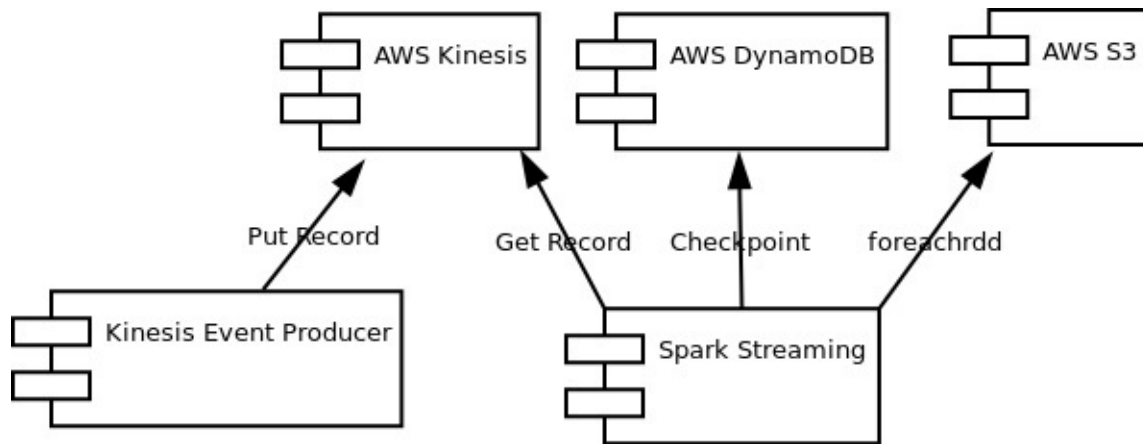 AWS Kinesis
AWS DynamoDB
AWS S3
Put Record
Get Record
Checkpoint
foreachrdd
Kinesis Event Producer
Spark Streaming